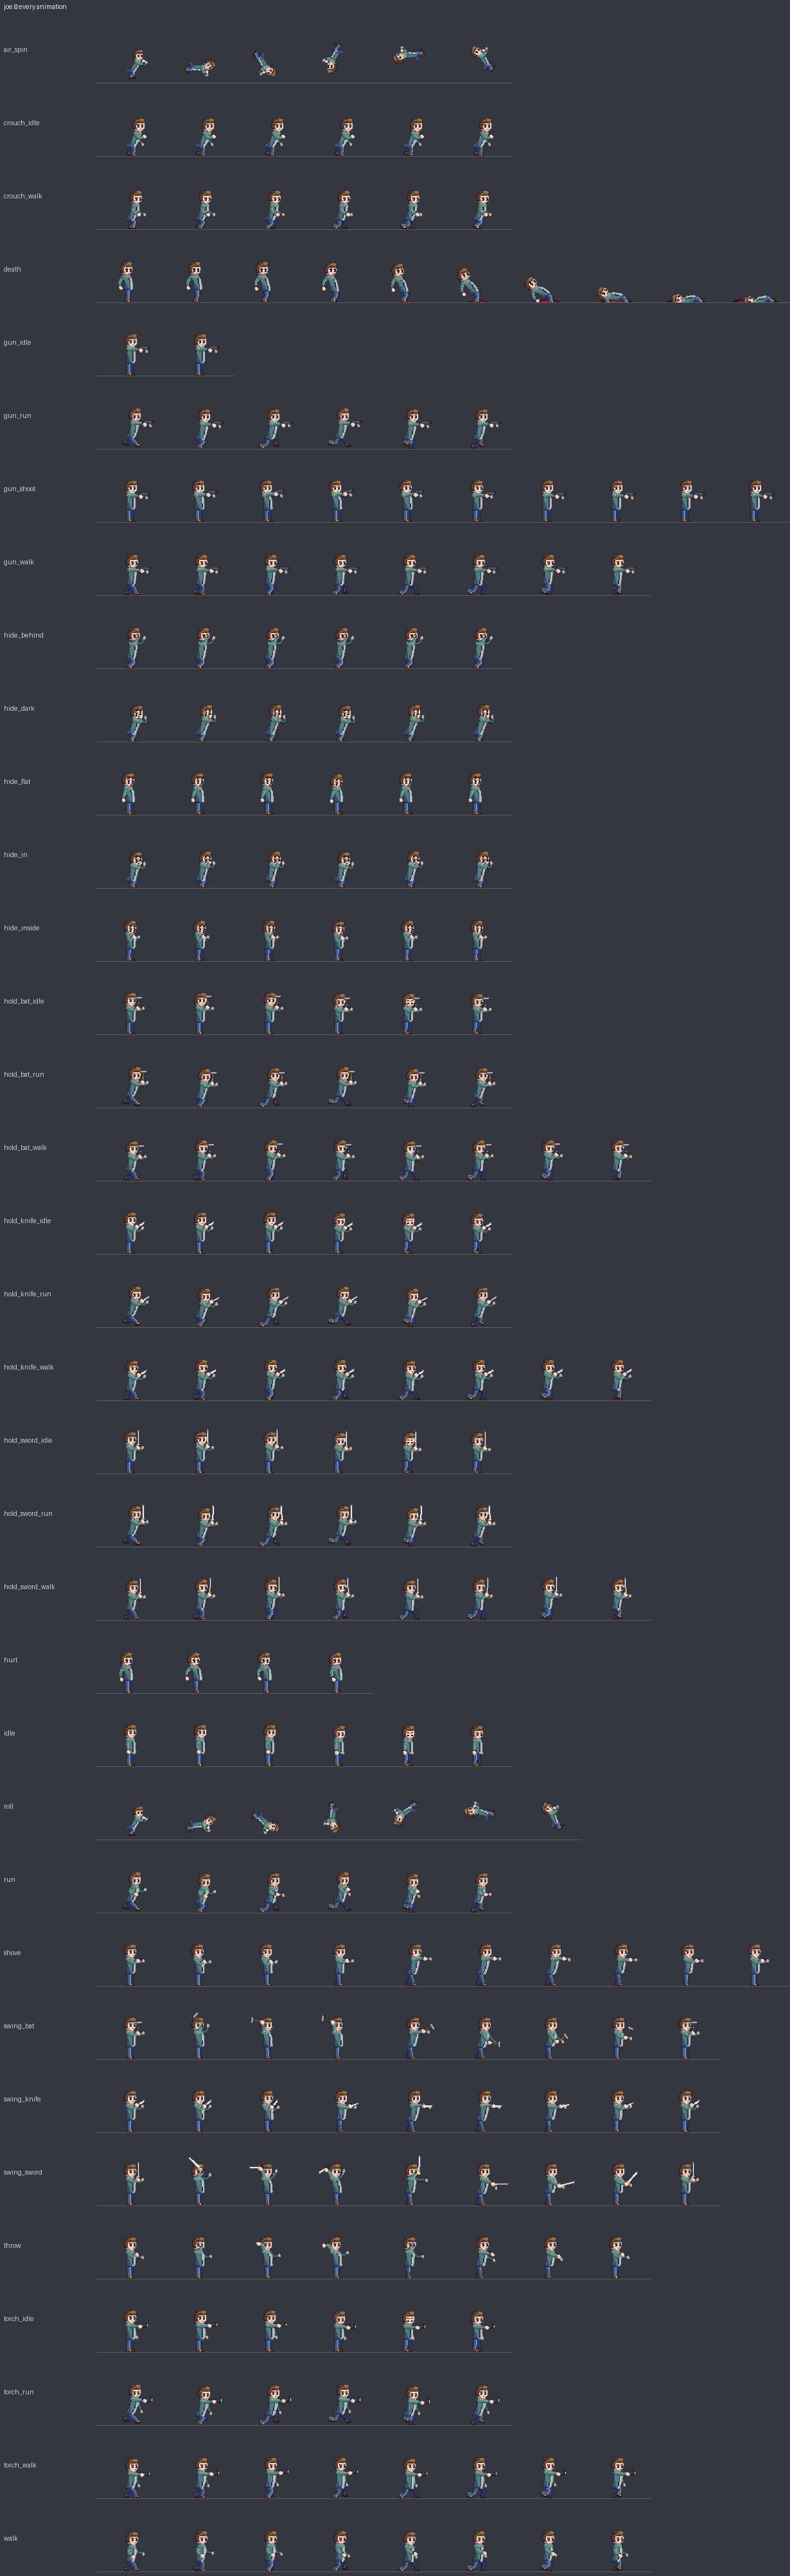 joe ▯ every animation
air_spin
crouch_idle
crouch_walk
death
gun_idle
gun_run
gun_shoot
gun_walk
hide_behind
hide_dark
hide_flat
hide_in
hide_inside
hold_bat_idle
hold_bat_run
hold_bat_walk
hold_knife_idle
hold_knife_run
hold_knife_walk
hold_sword_idle
hold_sword_run
hold_sword_walk
hurt
idle
roll
run
shove
swing_bat
swing_knife
swing_sword
throw
torch_idle
torch_run
torch_walk
walk